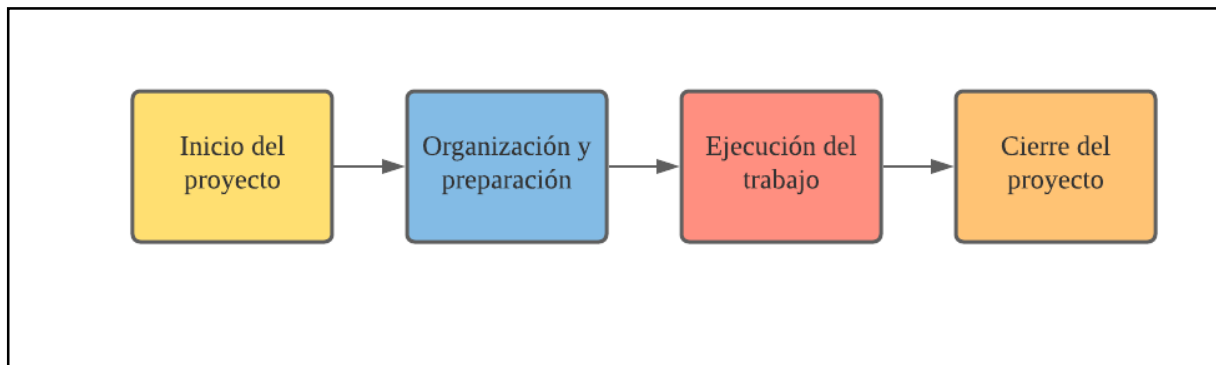 Inicio del
proyecto
Organización y
preparación
Ejecución del
trabajo
Cierre del
proyecto